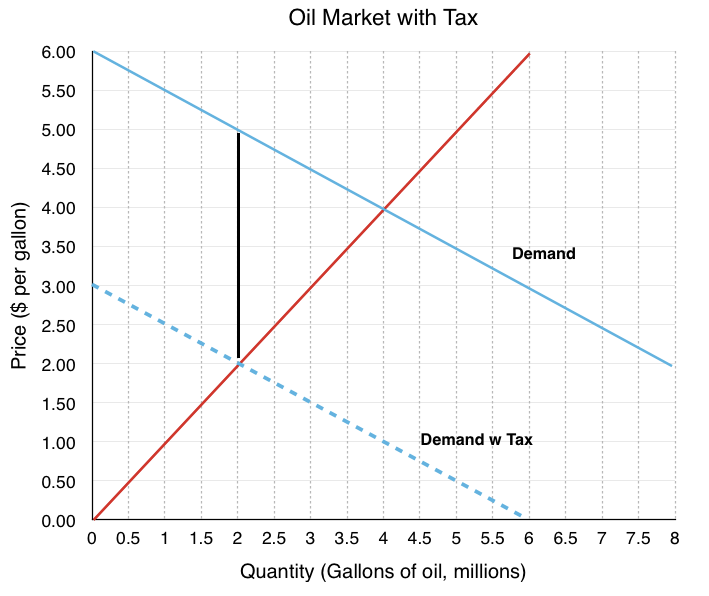 Oil Market with Tax
6.00
5.50
5.00
4.50
4.00
3.50
3.00
2.50
2.00
1.50
1.00
0.50
0.00
Price ($ per gallon)
Demand
Demand w Tax
0 0.5 1 1.5 2 2.5 3 3.5 4 4.5 5 5.5 6 6.5 7 7.5 8
Quantity (Gallons of oil, millions)